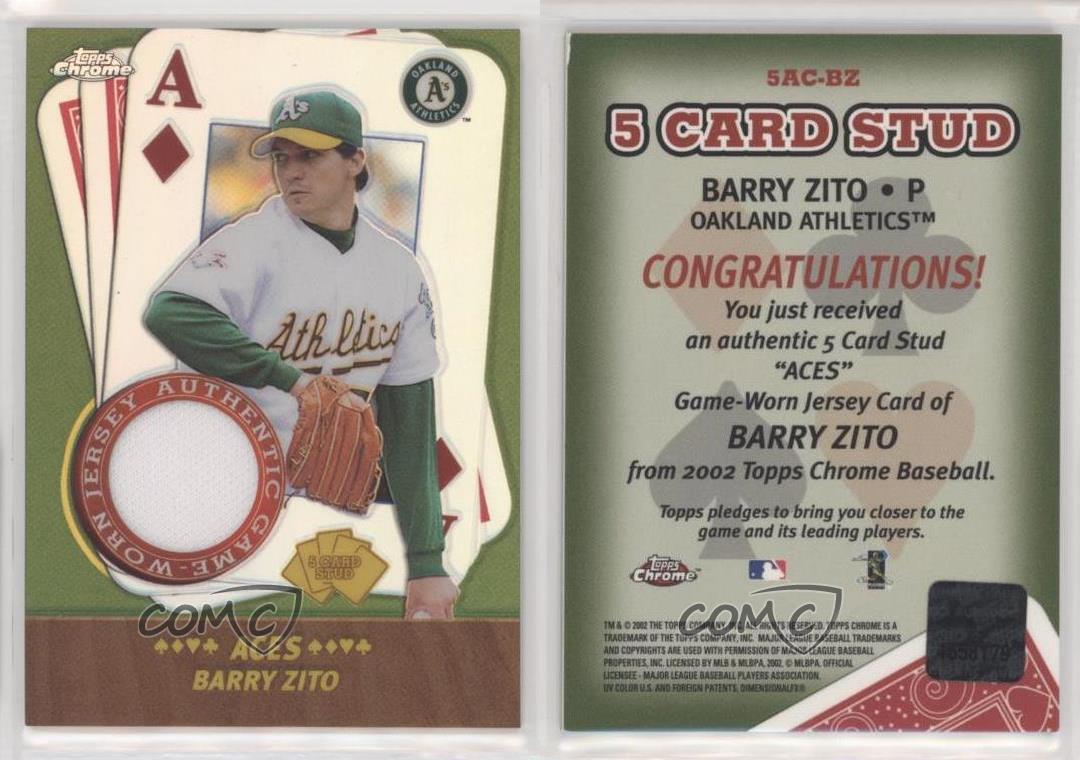 Topps
Chrome
A
OAKLAND
A's
ATHLETICS
™
A's
Athletics
AUTHENTIC GAME-WORN JERSEY
5 CARD
STUD
A
COMC
♠♦♥♣ ACES ♠♦♥♣
BARRY ZITO
5AC-BZ
5 CARD STUD
BARRY ZITO • P
OAKLAND ATHLETICS™
CONGRATULATIONS!
You just received
an authentic 5 Card Stud
“ACES”
Game-Worn Jersey Card of
BARRY ZITO
from 2002 Topps Chrome Baseball.
Topps pledges to bring you closer to the
game and its leading players.
Topps
Chrome™
COMC
TM & © 2002 THE TOPPS COMPANY, INC. ALL RIGHTS RESERVED. TOPPS CHROME IS A
TRADEMARK OF THE TOPPS COMPANY, INC. MAJOR LEAGUE BASEBALL TRADEMARKS
AND COPYRIGHTS ARE USED WITH PERMISSION OF MAJOR LEAGUE BASEBALL
PROPERTIES, INC. LICENSED BY MLB & MLBPA, 2002. © MLBPA. OFFICIAL
LICENSEE - MAJOR LEAGUE BASEBALL PLAYERS ASSOCIATION.
UV COLOR U.S. AND FOREIGN PATENTS, DIMENSIONALFX®